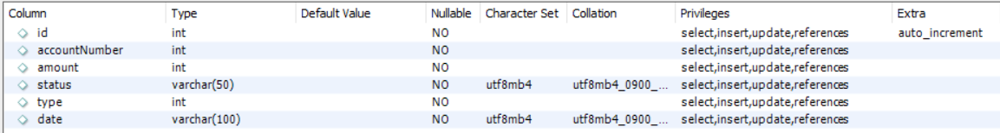 Column Type Default Value Nullable Character Set Collation Privileges Extra
id int NO select,insert,update,references auto_increment
accountNumber int NO select,insert,update,references
amount int NO select,insert,update,references
status varchar(50) NO utf8mb4 utf8mb4_0900_... select,insert,update,references
type int NO select,insert,update,references
date varchar(100) NO utf8mb4 utf8mb4_0900_... select,insert,update,references